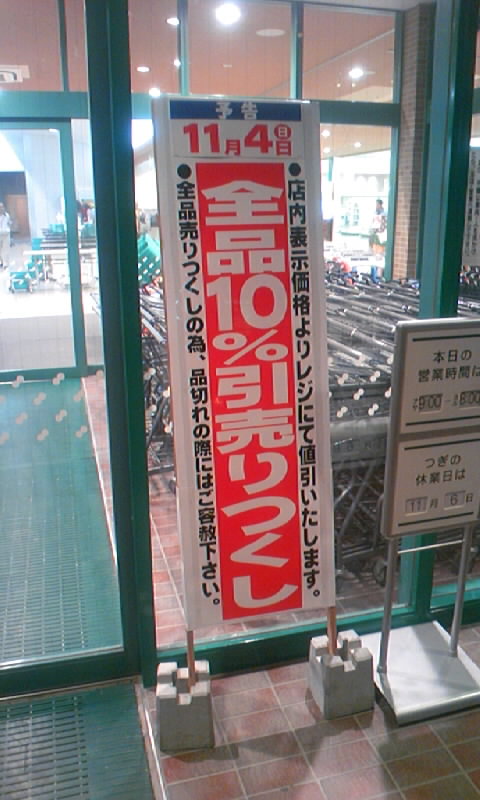 予告
11月4日㊐
●店内表示価格よりレジにて値引いたします。
全品10%引売りつくし
●全品売りつくしの為、品切れの際にはご容赦下さい。
本日の
営業時間は
9:00 8:00
つぎの
休業日は
11月6日